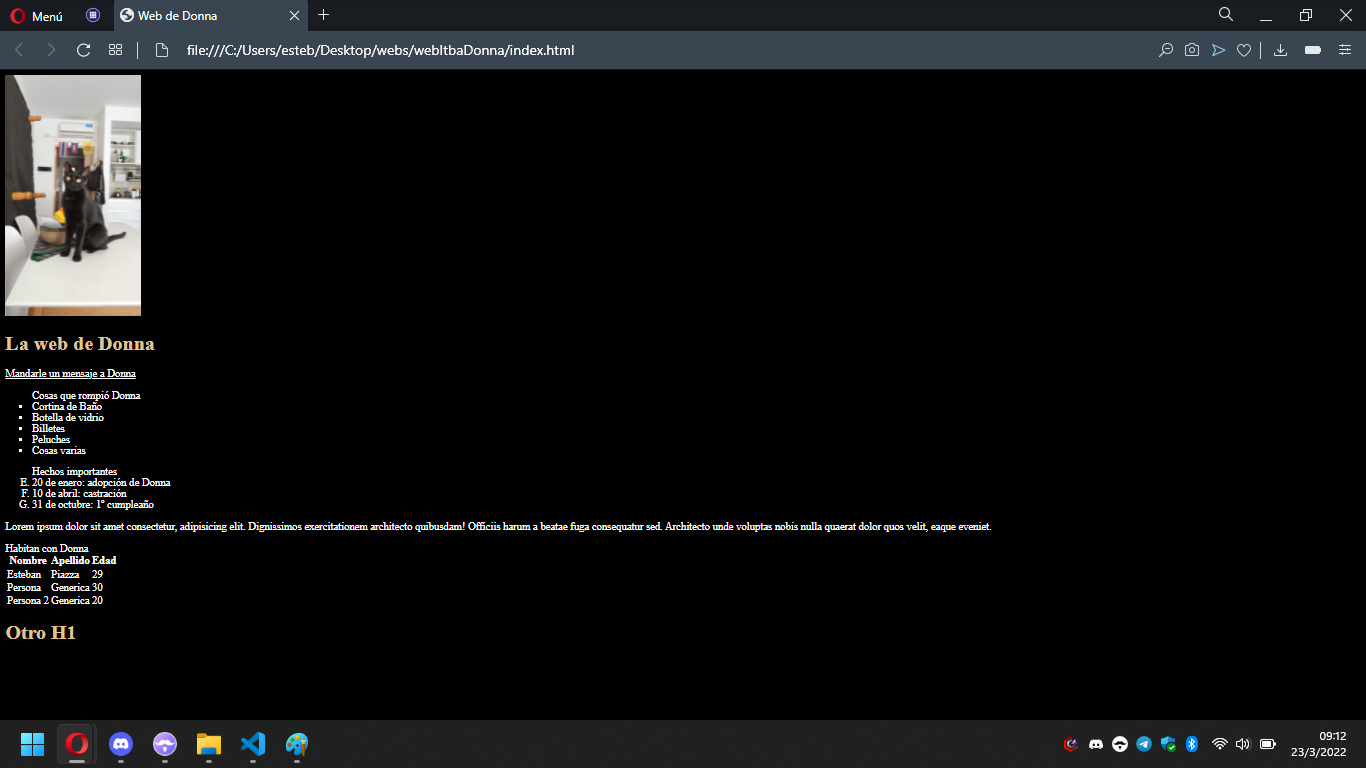 Menú
Web de Donna
file:///C:/Users/esteb/Desktop/webs/webItbaDonna/index.html
La web de Donna
Mandarle un mensaje a Donna
Cosas que rompió Donna
Cortina de Baño
Botella de vidrio
Billetes
Peluches
Cosas varias
Hechos importantes
E. 20 de enero: adopción de Donna
F. 10 de abril: castración
G. 31 de octubre: 1° cumpleaño
Lorem ipsum dolor sit amet consectetur, adipisicing elit. Dignissimos exercitationem architecto quibusdam! Officiis harum a beatae fuga consequatur sed. Architecto unde voluptas nobis nulla quaerat dolor quos velit, eaque eveniet.
Habitan con Donna
Nombre Apellido Edad
Esteban Piazza 29
Persona Generica 30
Persona 2 Generica 20
Otro H1
09:12
23/3/2022